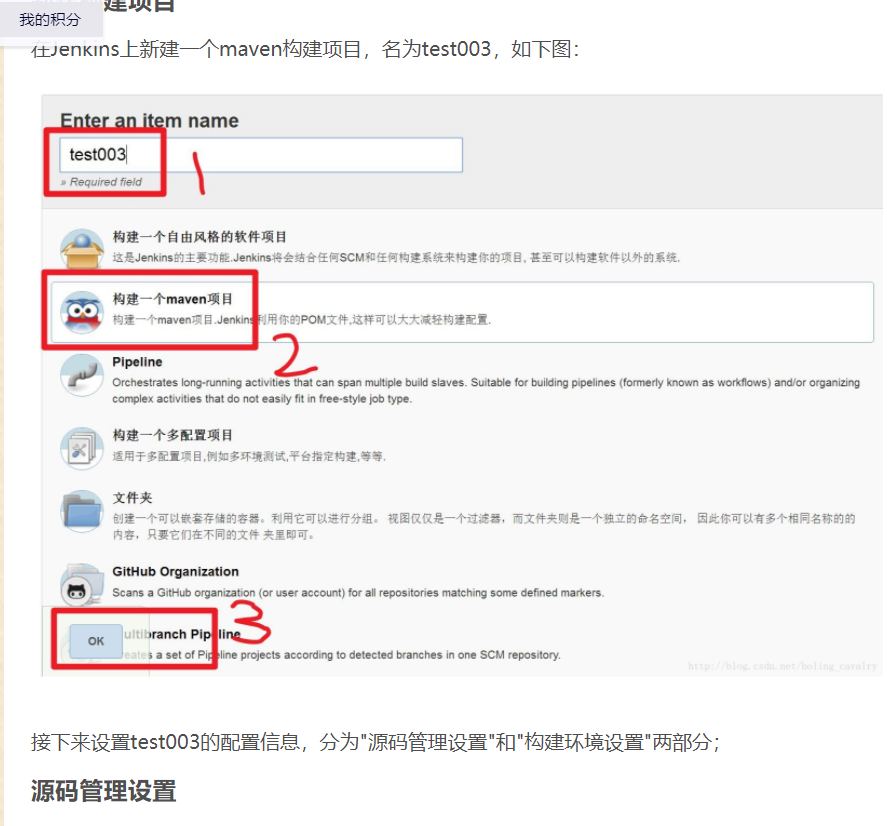 我的积分
建项目
在Jenkins上新建一个maven构建项目，名为test003，如下图：
Enter an item name
test003
» Required field
1
构建一个自由风格的软件项目
这是Jenkins的主要功能.Jenkins将会结合任何SCM和任何构建系统来构建你的项目, 甚至可以构建软件以外的系统.
构建一个maven项目
构建一个maven项目.Jenkins利用你的POM文件,这样可以大大减轻构建配置.
2
Pipeline
Orchestrates long-running activities that can span multiple build slaves. Suitable for building pipelines (formerly known as workflows) and/or organizing
complex activities that do not easily fit in free-style job type.
构建一个多配置项目
适用于多配置项目,例如多环境测试,平台指定构建,等等.
文件夹
创建一个可以嵌套存储的容器。利用它可以进行分组。 视图仅仅是一个过滤器，而文件夹则是一个独立的命名空间， 因此你可以有多个相同名称的的
内容，只要它们在不同的文件 夹里即可。
GitHub Organization
Scans a GitHub organization (or user account) for all repositories matching some defined markers.
3
OK
ultibranch Pipeline
Creates a set of Pipeline projects according to detected branches in one SCM repository.
http://blog.csdn.net/boling_cavalry
接下来设置test003的配置信息，分为"源码管理设置"和"构建环境设置"两部分；
源码管理设置